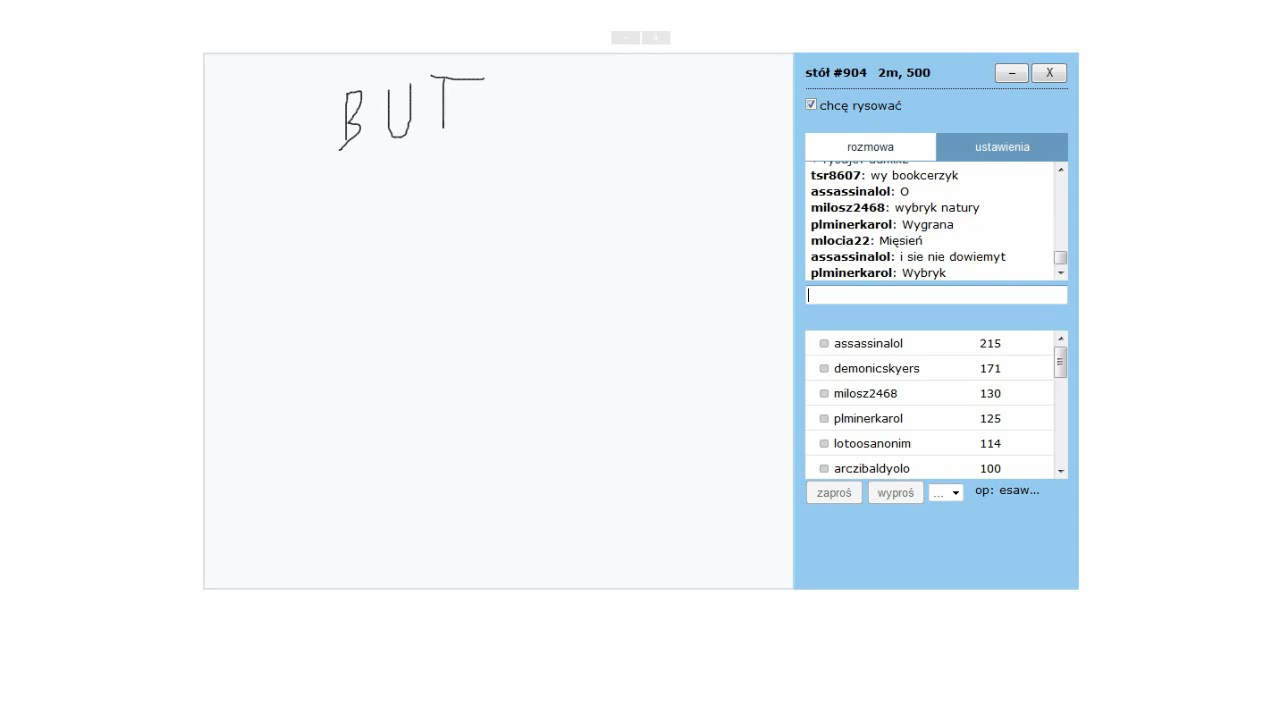 BUT
stół #904 2m, 500
– X
chcę rysować
rozmowa ustawienia
tsr8607: wy bookcerzyk
assassinalol: O
milosz2468: wybryk natury
plminerkarol: Wygrana
mlocia22: Mięsień
assassinalol: i sie nie dowiemyt
plminerkarol: Wybryk
assassinalol 215
demonicskyers 171
milosz2468 130
plminerkarol 125
lotoosanonim 114
arczibaldyolo 100
zaproś wyproś ... op: esaw...